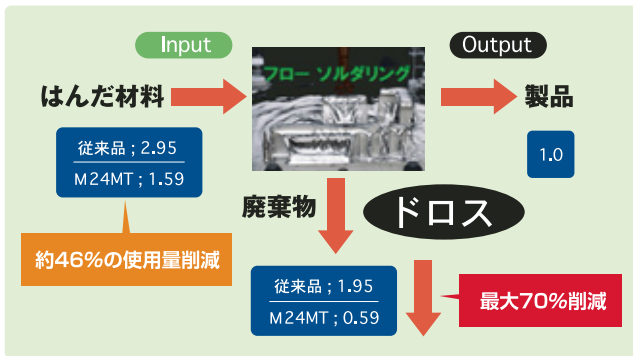 Input
Output
フロー ソルダリング
はんだ材料
製品
従来品 ; 2.95
M24MT ; 1.59
1.0
廃棄物
ドロス
約46%の使用量削減
従来品 ; 1.95
M24MT ; 0.59
最大70%削減